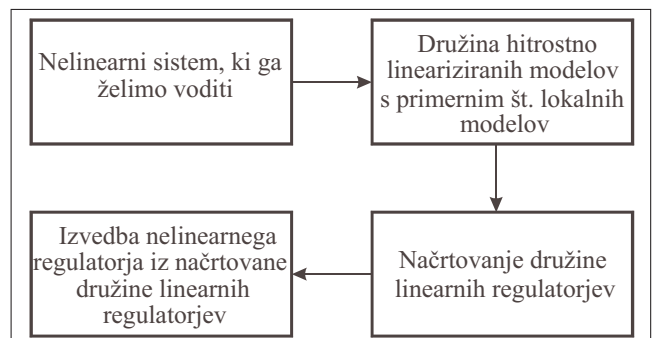 Nelinearni sistem, ki ga
želimo voditi
Družina hitrostno
lineariziranih modelov
s primernim št. lokalnih
modelov
Načrtovanje družine
linearnih regulatorjev
Izvedba nelinearnega
regulatorja iz načrtovane
družine linearnih
regulatorjev